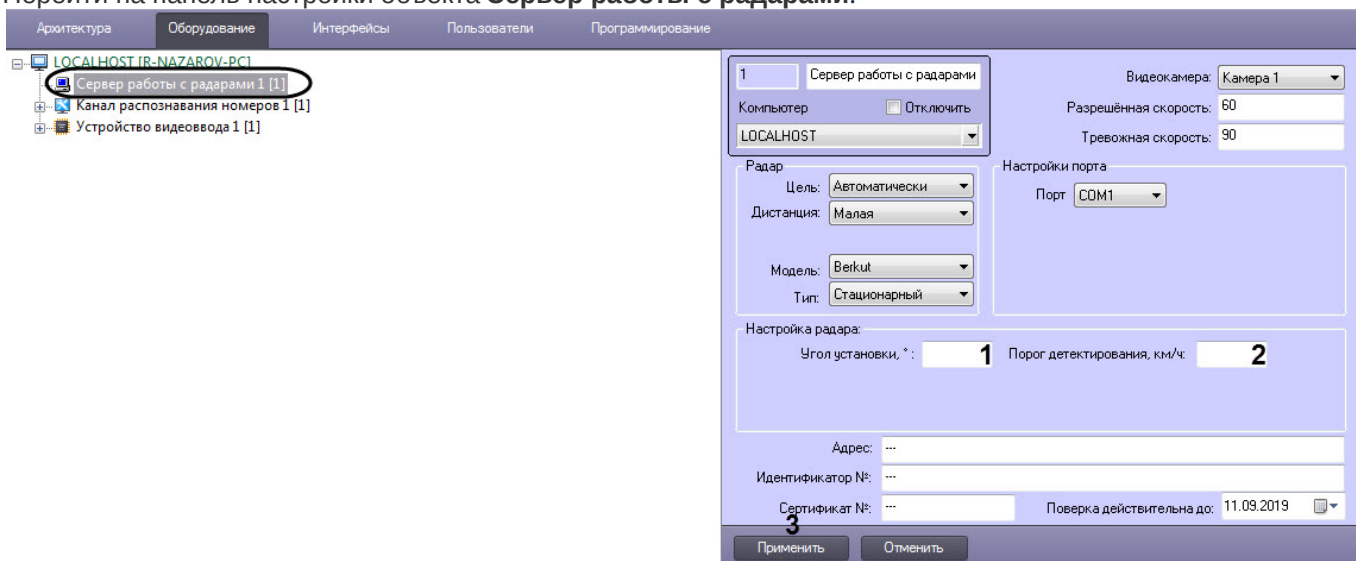 Перейти на панель настройки объекта Сервер работы с радарами.
Архитектура Оборудование Интерфейсы Пользователи Программирование
LOCALHOST [R-NAZAROV-PC]
Сервер работы с радарами 1 [1]
Канал распознавания номеров 1 [1]
Устройство видеоввода 1 [1]
1 Сервер работы с радарами
Компьютер Отключить
LOCALHOST
Видеокамера: Камера 1
Разрешённая скорость: 60
Тревожная скорость: 90
Радар
Цель: Автоматически
Дистанция: Малая
Модель: Berkut
Тип: Стационарный
Настройки порта
Порт COM1
Настройка радара:
Угол установки, ° : 1 Порог детектирования, км/ч: 2
Адрес: ---
Идентификатор №: ---
Сертификат №: --- Поверка действительна до: 11.09.2019
3
Применить Отменить